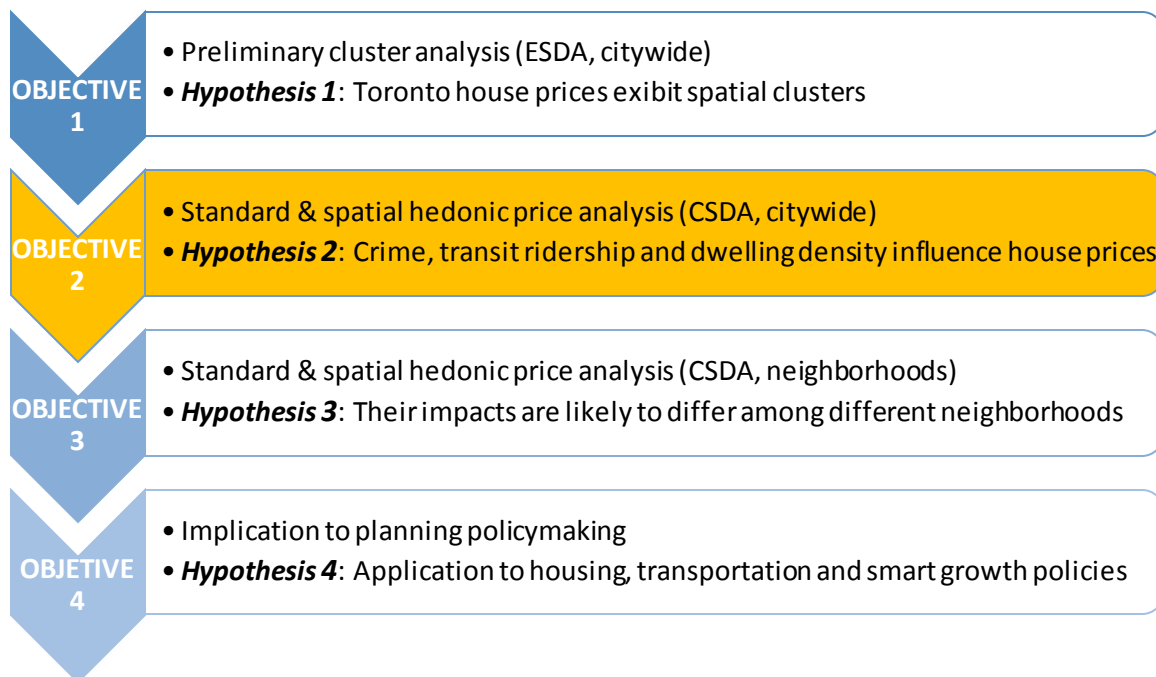 OBJECTIVE
1
• Preliminary cluster analysis (ESDA, citywide)
• Hypothesis 1: Toronto house prices exibit spatial clusters
OBJECTIVE
2
• Standard & spatial hedonic price analysis (CSDA, citywide)
• Hypothesis 2: Crime, transit ridership and dwelling density influence house prices
OBJECTIVE
3
• Standard & spatial hedonic price analysis (CSDA, neighborhoods)
• Hypothesis 3: Their impacts are likely to differ among different neighborhoods
OBJETIVE
4
• Implication to planning policymaking
• Hypothesis 4: Application to housing, transportation and smart growth policies